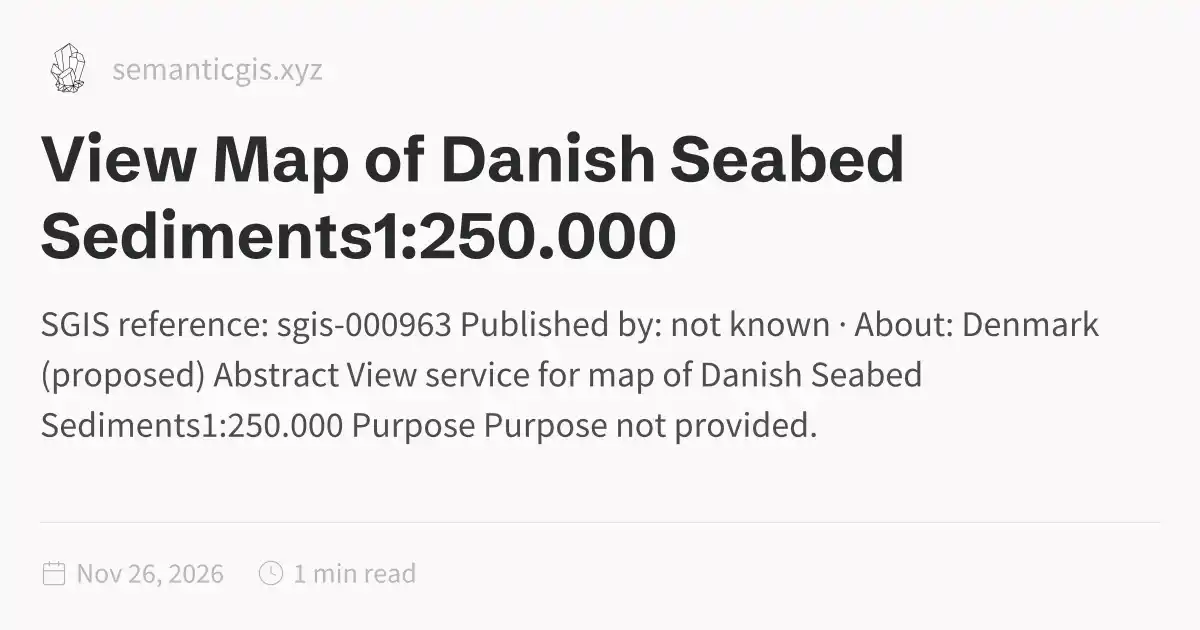 semanticgis.xyz
View Map of Danish Seabed
Sediments1:250.000
SGIS reference: sgis-000963 Published by: not known · About: Denmark
(proposed) Abstract View service for map of Danish Seabed
Sediments1:250.000 Purpose Purpose not provided.
Nov 26, 2026 1 min read